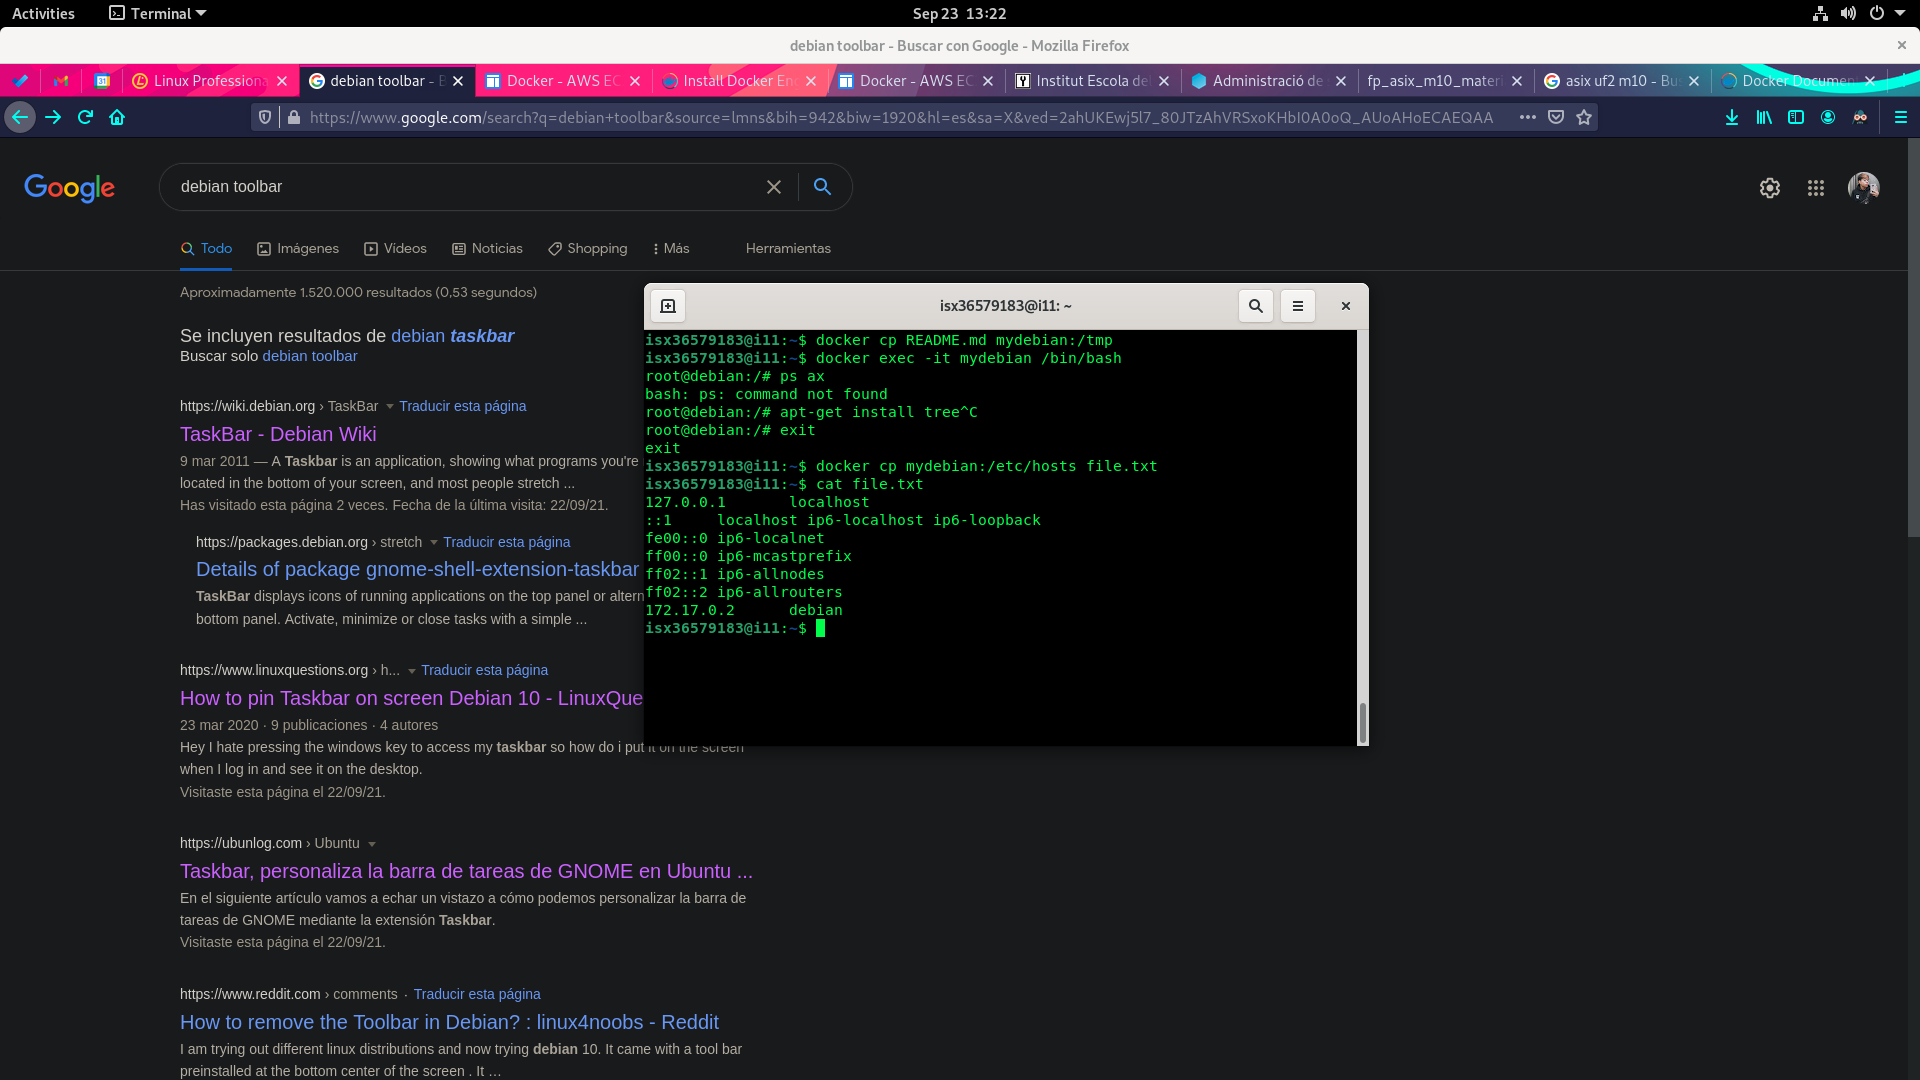 Activities
Terminal
Sep 23 13:22
debian toolbar - Buscar con Google - Mozilla Firefox
Linux Professiona
debian toolbar - B
Docker - AWS EC
Install Docker En
Docker - AWS EC
Institut Escola de
Administració de
fp_asix_m10_materi
asix uf2 m10 - Bu
Docker Documen
https://www.google.com/search?q=debian+toolbar&source=lmns&bih=942&biw=1920&hl=es&sa=X&ved=2ahUKEwj5l7_80JTzAhVRSxoKHbI0A0oQ_AUoAHoECAEQAA
Google
debian toolbar
Todo
Imágenes
Vídeos
Noticias
Shopping
Más
Herramientas
Aproximadamente 1.520.000 resultados (0,53 segundos)
Se incluyen resultados de debian taskbar
Buscar solo debian toolbar
https://wiki.debian.org › TaskBar Traducir esta página
TaskBar - Debian Wiki
9 mar 2011 — A Taskbar is an application, showing what programs you're
located in the bottom of your screen, and most people stretch ...
Has visitado esta página 2 veces. Fecha de la última visita: 22/09/21.
https://packages.debian.org › stretch Traducir esta página
Details of package gnome-shell-extension-taskbar
TaskBar displays icons of running applications on the top panel or altern
bottom panel. Activate, minimize or close tasks with a simple ...
https://www.linuxquestions.org › h... Traducir esta página
How to pin Taskbar on screen Debian 10 - LinuxQue
23 mar 2020 · 9 publicaciones · 4 autores
Hey I hate pressing the windows key to access my taskbar so how do i put it on the screen
when I log in and see it on the desktop.
Visitaste esta página el 22/09/21.
https://ubunlog.com › Ubuntu
Taskbar, personaliza la barra de tareas de GNOME en Ubuntu ...
En el siguiente artículo vamos a echar un vistazo a cómo podemos personalizar la barra de
tareas de GNOME mediante la extensión Taskbar.
Visitaste esta página el 22/09/21.
https://www.reddit.com › comments · Traducir esta página
How to remove the Toolbar in Debian? : linux4noobs - Reddit
I am trying out different linux distributions and now trying debian 10. It came with a tool bar
preinstalled at the bottom center of the screen . It ...
isx36579183@i11: ~
isx36579183@i11:~$ docker cp README.md mydebian:/tmp
isx36579183@i11:~$ docker exec -it mydebian /bin/bash
root@debian:/# ps ax
bash: ps: command not found
root@debian:/# apt-get install tree^C
root@debian:/# exit
exit
isx36579183@i11:~$ docker cp mydebian:/etc/hosts file.txt
isx36579183@i11:~$ cat file.txt
127.0.0.1 localhost
::1 localhost ip6-localhost ip6-loopback
fe00::0 ip6-localnet
ff00::0 ip6-mcastprefix
ff02::1 ip6-allnodes
ff02::2 ip6-allrouters
172.17.0.2 debian
isx36579183@i11:~$